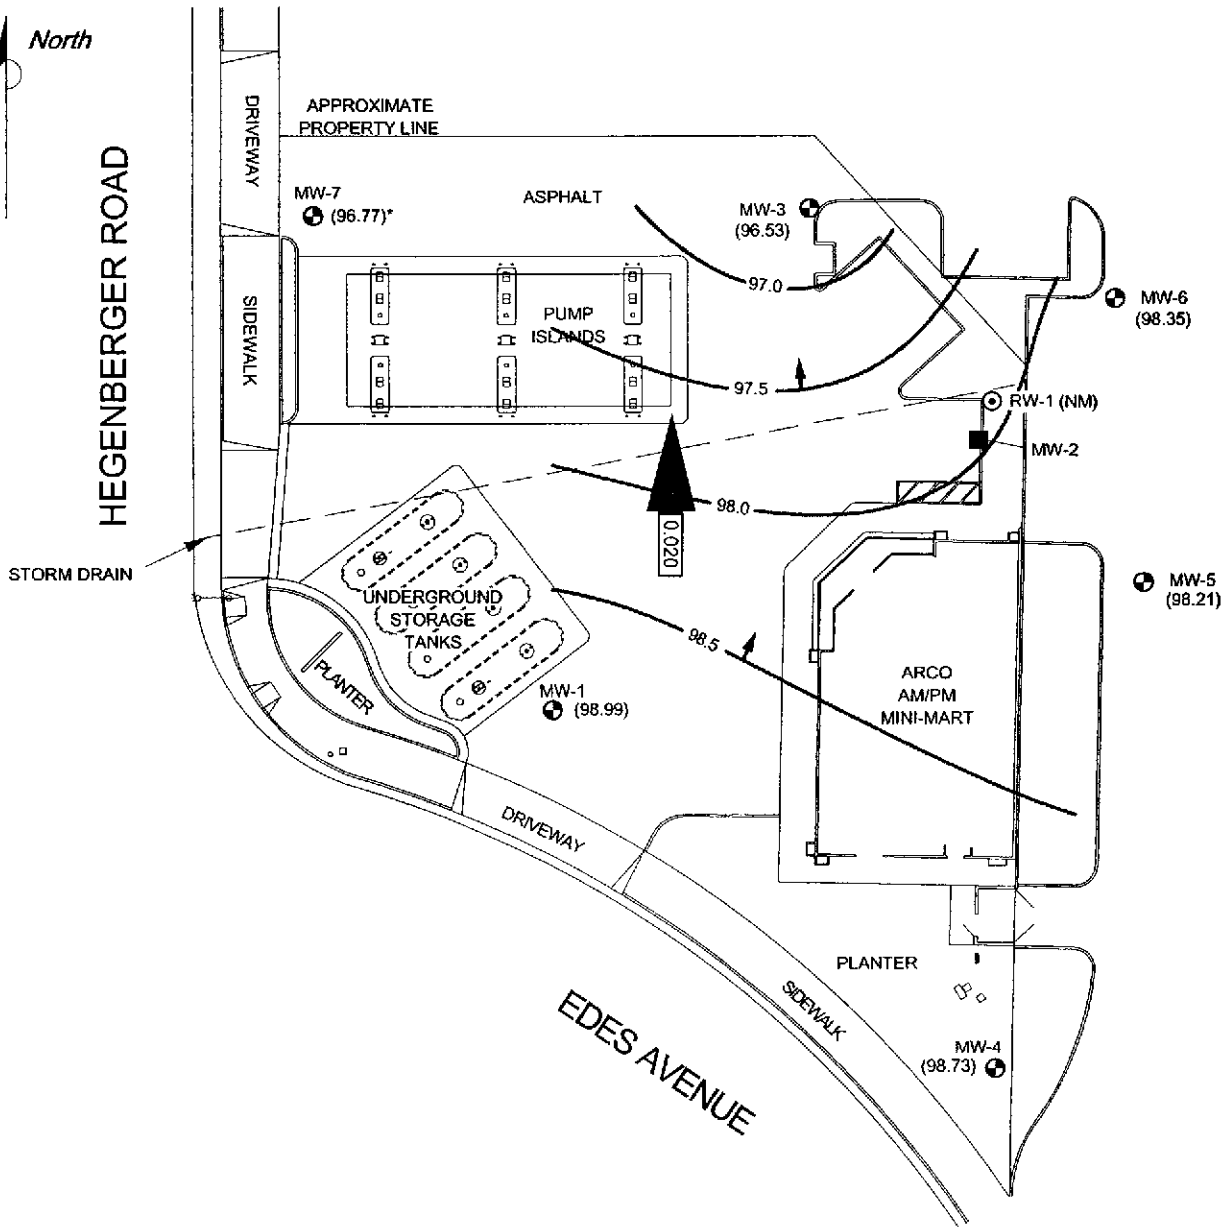 North
HEGENBERGER ROAD
DRIVEWAY
APPROXIMATE
PROPERTY LINE
MW-7
(96.77)*
ASPHALT
MW-3
(96.53)
97.0
MW-6
(98.35)
SIDEWALK
PUMP
ISLANDS
97.5
RW-1 (NM)
MW-2
98.0
0.020
STORM DRAIN
UNDERGROUND
STORAGE
TANKS
98.5
MW-5
(98.21)
PLANTER
MW-1
(98.99)
ARCO
AM/PM
MINI-MART
DRIVEWAY
PLANTER
SIDEWALK
EDES AVENUE
MW-4
(98.73)